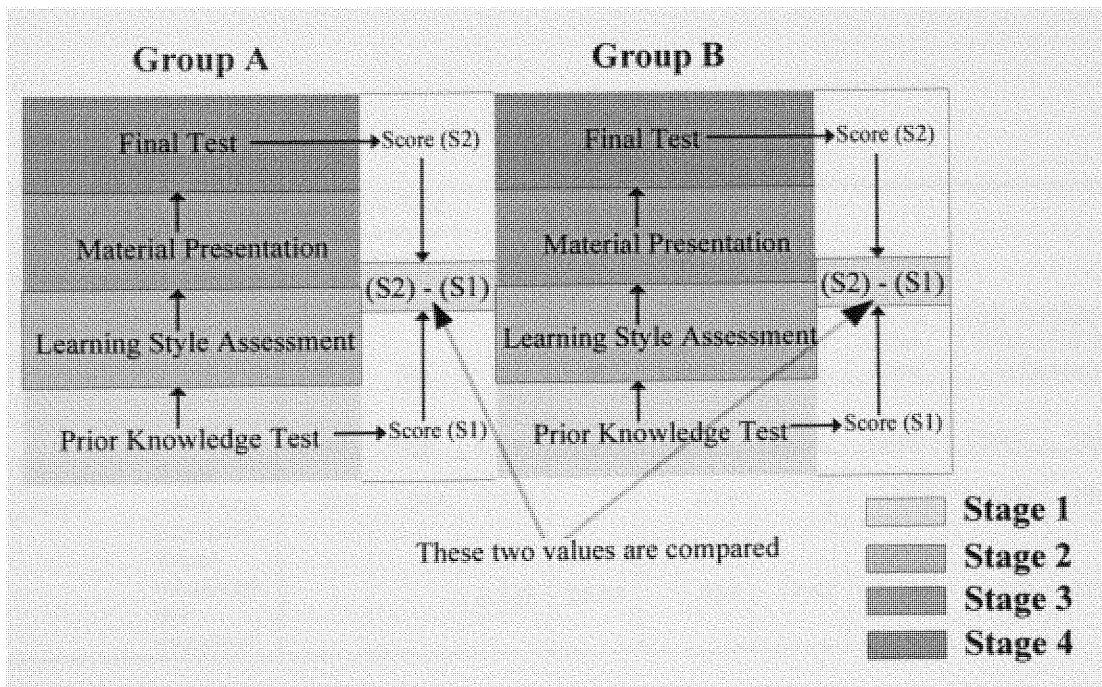 Group A
Group B
Final Test
Score (S2)
Final Test
Score (S2)
Material Presentation
Material Presentation
(S2) - (S1)
(S2) - (S1)
Learning Style Assessment
Learning Style Assessment
Prior Knowledge Test
Score (S1)
Prior Knowledge Test
Score (S1)
These two values are compared
Stage 1
Stage 2
Stage 3
Stage 4